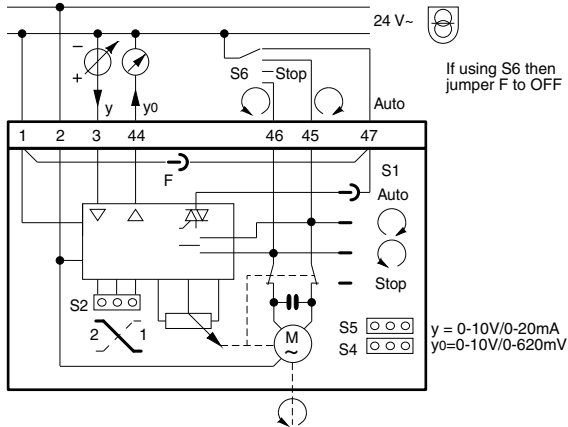 24 V~
If using S6 then
jumper F to OFF
−
+
y
y0
S6
Stop
Auto
1 2 3 44 46 45 47
F
S1
Auto
Stop
S2
2 1
M
~
S5
S4
y = 0-10V/0-20mA
y0=0-10V/0-620mV